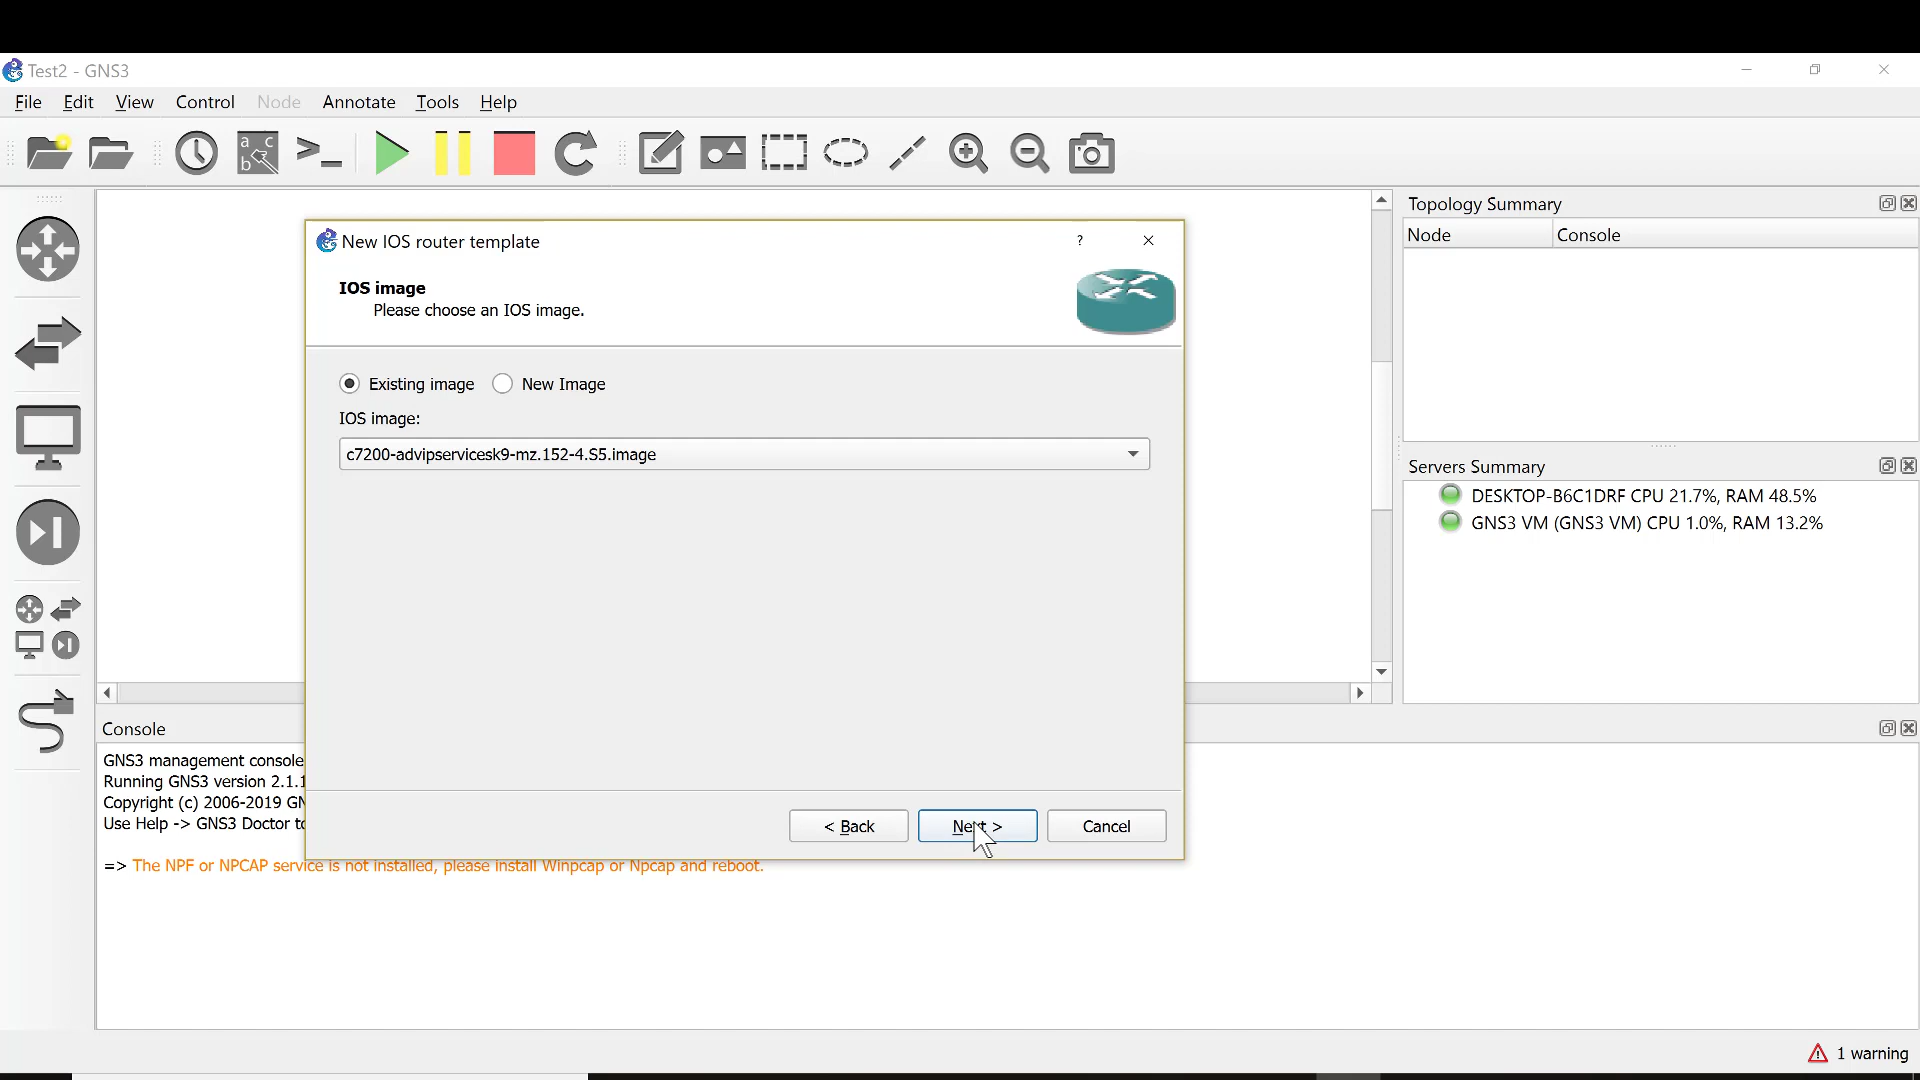 Test2 - GNS3
File Edit View Control Node Annotate Tools Help
a c
b
New IOS router template
?
IOS image
Please choose an IOS image.
Existing image
New Image
IOS image:
c7200-advipservicesk9-mz.152-4.S5.image
< Back
Next >
Cancel
Topology Summary
Node
Console
Servers Summary
DESKTOP-B6C1DRF CPU 21.7%, RAM 48.5%
GNS3 VM (GNS3 VM) CPU 1.0%, RAM 13.2%
Console
GNS3 management console
Running GNS3 version 2.1.1
Copyright (c) 2006-2019
Use Help -> GNS3 Doctor
=> The NPF or NPCAP service is not installed, please install Winpcap or Npcap and reboot.
1 warning